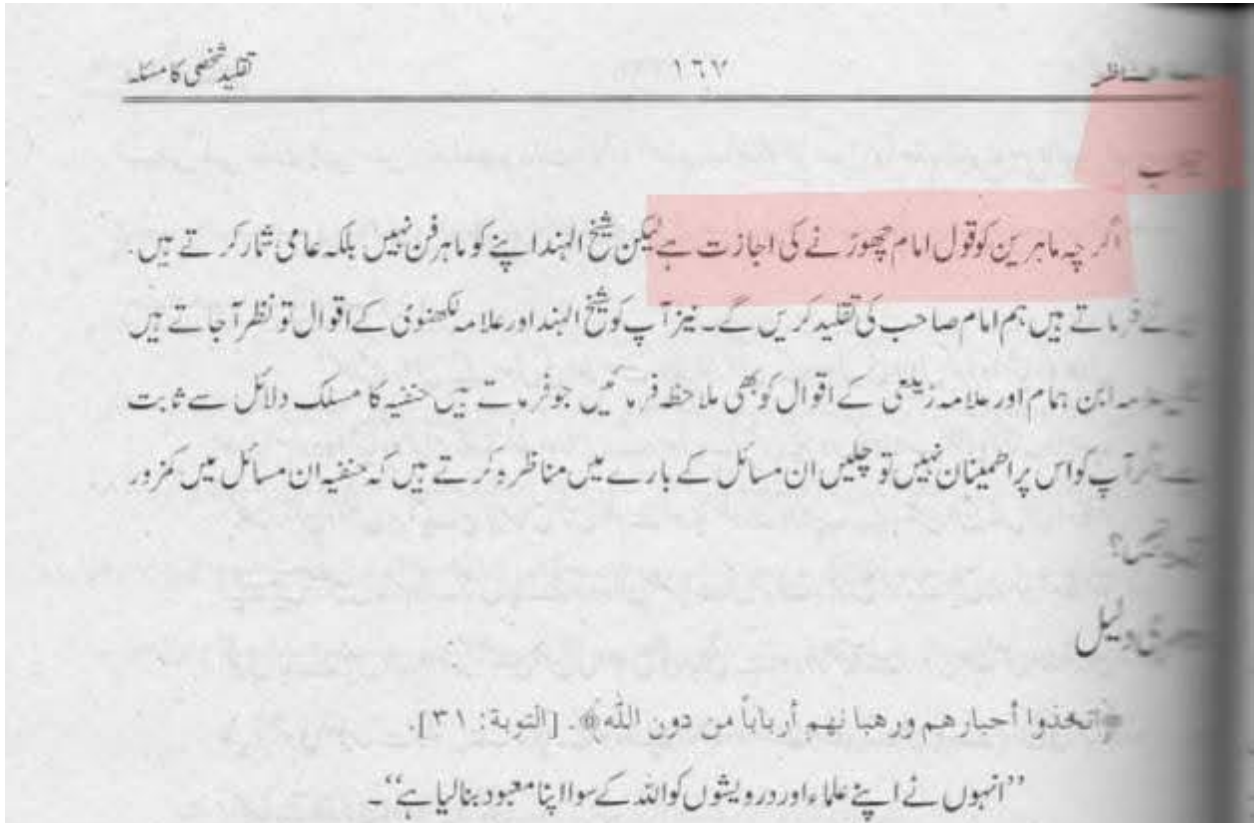 تقلید شخصی کا مسئلہ ١٦٧
اگر چہ ماہرین کو قول امام چھوڑنے کی اجازت ہے لیکن شیخ الہند اپنے کو ماہر فن نہیں بلکہ عامی شمار کرتے ہیں۔
فرماتے ہیں ہم امام صاحب کی تقلید کریں گے۔ نیز آپ کو شیخ الہند اور علامہ لکھنوی کے اقوال تو نظر آجاتے ہیں
ابن ہمام اور علامہ زیلعی کے اقوال کو بھی ملاحظہ فرمائیں جو فرماتے ہیں حنفیہ کا مسلک دلائل سے ثابت
آپ کو اس پر اطمینان نہیں تو چلیں ان مسائل کے بارے میں مناظرہ کرتے ہیں کہ حنفیہ ان مسائل میں کمزور
دلیل
﴿اتخذوا أحبارهم ورهبا نهم أرباباً من دون الله﴾. [التوبة: ٣١].
’’انہوں نے اپنے علماء اور درویشوں کو اللہ کے سوا اپنا معبود بنالیا ہے‘‘۔